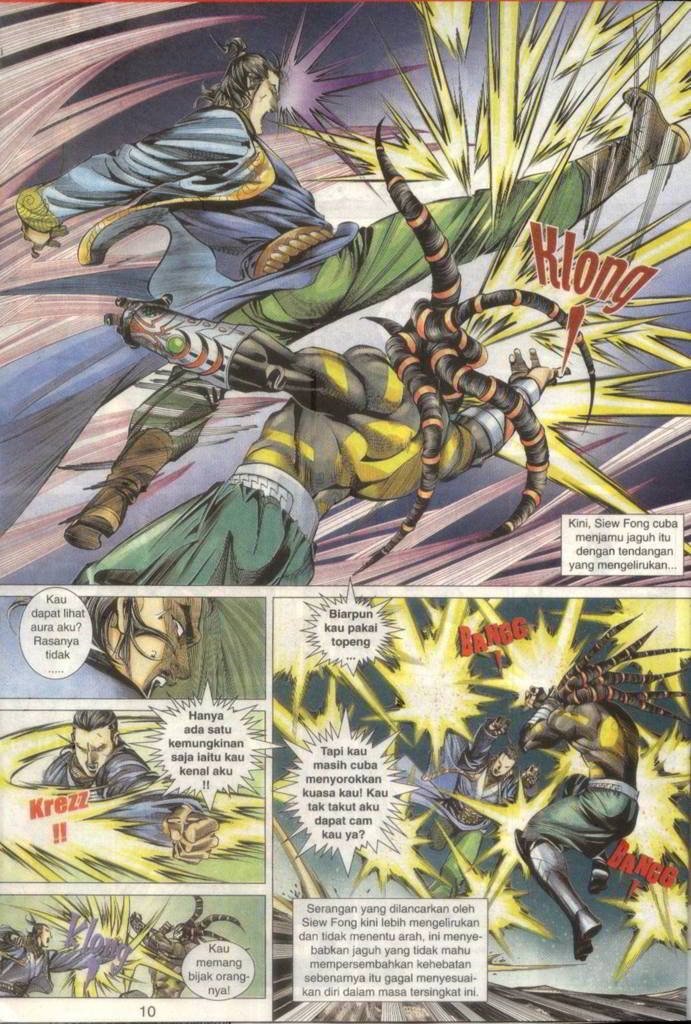 Klong
!
Kini, Siew Fong cuba
menjamu jaguh itu
dengan tendangan
yang mengelirukan...
Kau
dapat lihat
aura aku?
Rasanya
tidak
.....
Hanya
ada satu
kemungkinan
saja iaitu kau
kenal aku
!!
Krezz
!!
Klong
!
Kau
memang
bijak orang-
nya!
Biarpun
kau pakai
topeng
...
BANGG
!
Tapi kau
masih cuba
menyorokkan
kuasa kamu! Kau
tak takut aku
dapat cam
kau ya?
BANGG
!
Serangan yang dilancarkan oleh
Siew Fong kini lebih mengelirukan
dan tidak menentu arah, ini menye-
babkan jaguh yang tidak mahu
mempersembahkan kehebatan
sebenarnya itu gagal menyesuai-
kan diri dalam masa tersingkat ini.
10